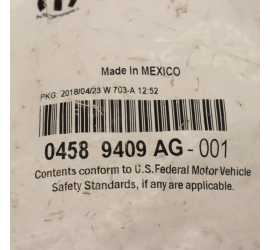 Made in MEXICO
PKG. 2018/04/23 W 703-A 12:52
0458 9409 AG - 001
Contents conform to U.S.Federal Motor Vehicle
Safety Standards, if any are applicable.